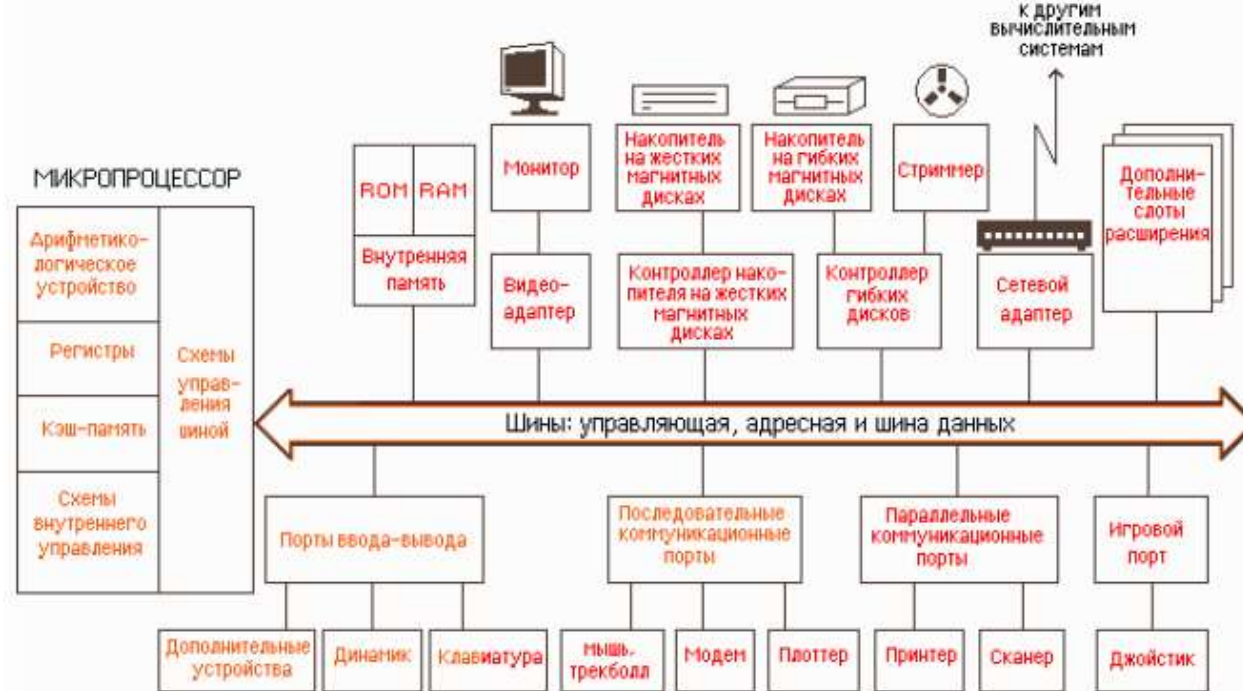 к другим
вычислительным
системам
Монитор
Накопитель
на жестких
магнитных
дисках
Накопитель
на гибких
магнитных
дисках
Стриммер
Дополни-
тельные
слоты
расширения
МИКРОПРОЦЕССОР
ROM RAM
Внутренняя
память
Видео-
адаптер
Контроллер нако-
пителя на жестких
магнитных
дисках
Контроллер
гибких
дисков
Сетевой
адаптер
Арифметико-
логическое
устройство
Регистры
Кэш-память
Схемы
внутреннего
управления
Схемы
управ-
ления
шиной
Шины: управляющая, адресная и шина данных
Порты ввода-вывода
Последовательные
коммуникационные
порты
Параллельные
коммуникационные
порты
Игровой
порт
Дополнительные
устройства
Динамик
Клавиатура
мышь,
трекболл
Модем
Плоттер
Принтер
Сканер
Джойстик